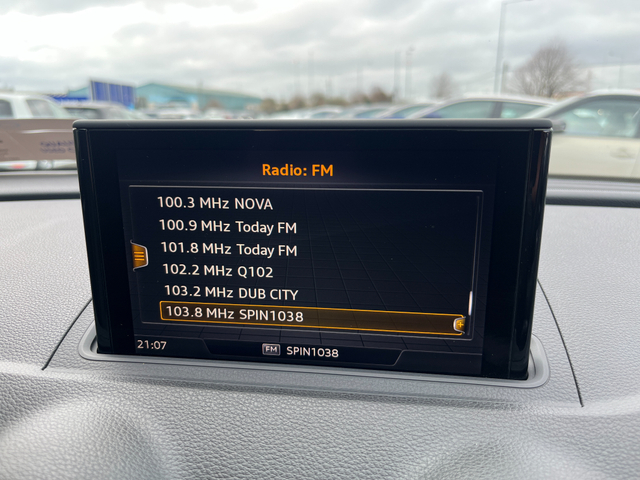 Radio: FM
100.3 MHz NOVA
100.9 MHz Today FM
101.8 MHz Today FM
102.2 MHz Q102
103.2 MHz DUB CITY
103.8 MHz SPIN1038
21:07 FM SPIN1038